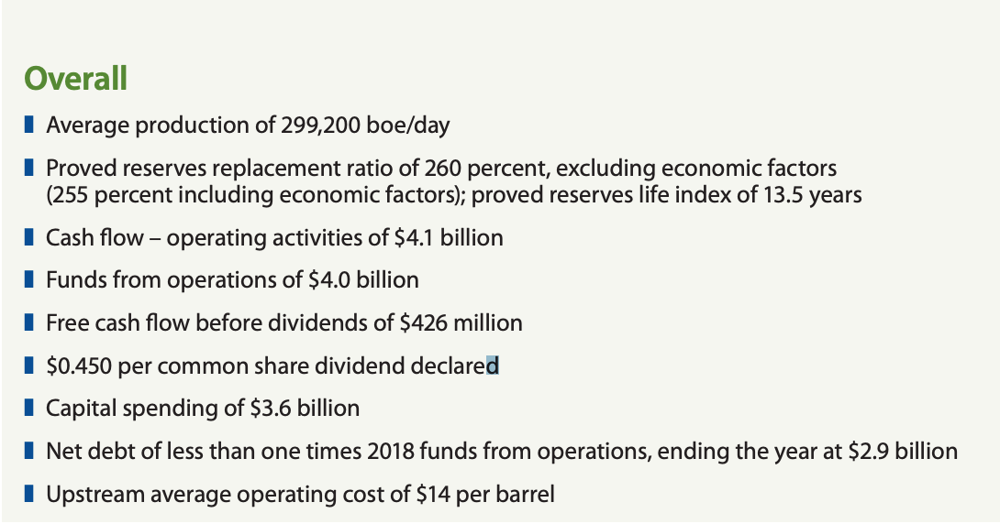 Overall
Average production of 299,200 boe/day
Proved reserves replacement ratio of 260 percent, excluding economic factors
(255 percent including economic factors); proved reserves life index of 13.5 years
Cash flow – operating activities of $4.1 billion
Funds from operations of $4.0 billion
Free cash flow before dividends of $426 million
$0.450 per common share dividend declared
Capital spending of $3.6 billion
Net debt of less than one times 2018 funds from operations, ending the year at $2.9 billion
Upstream average operating cost of $14 per barrel